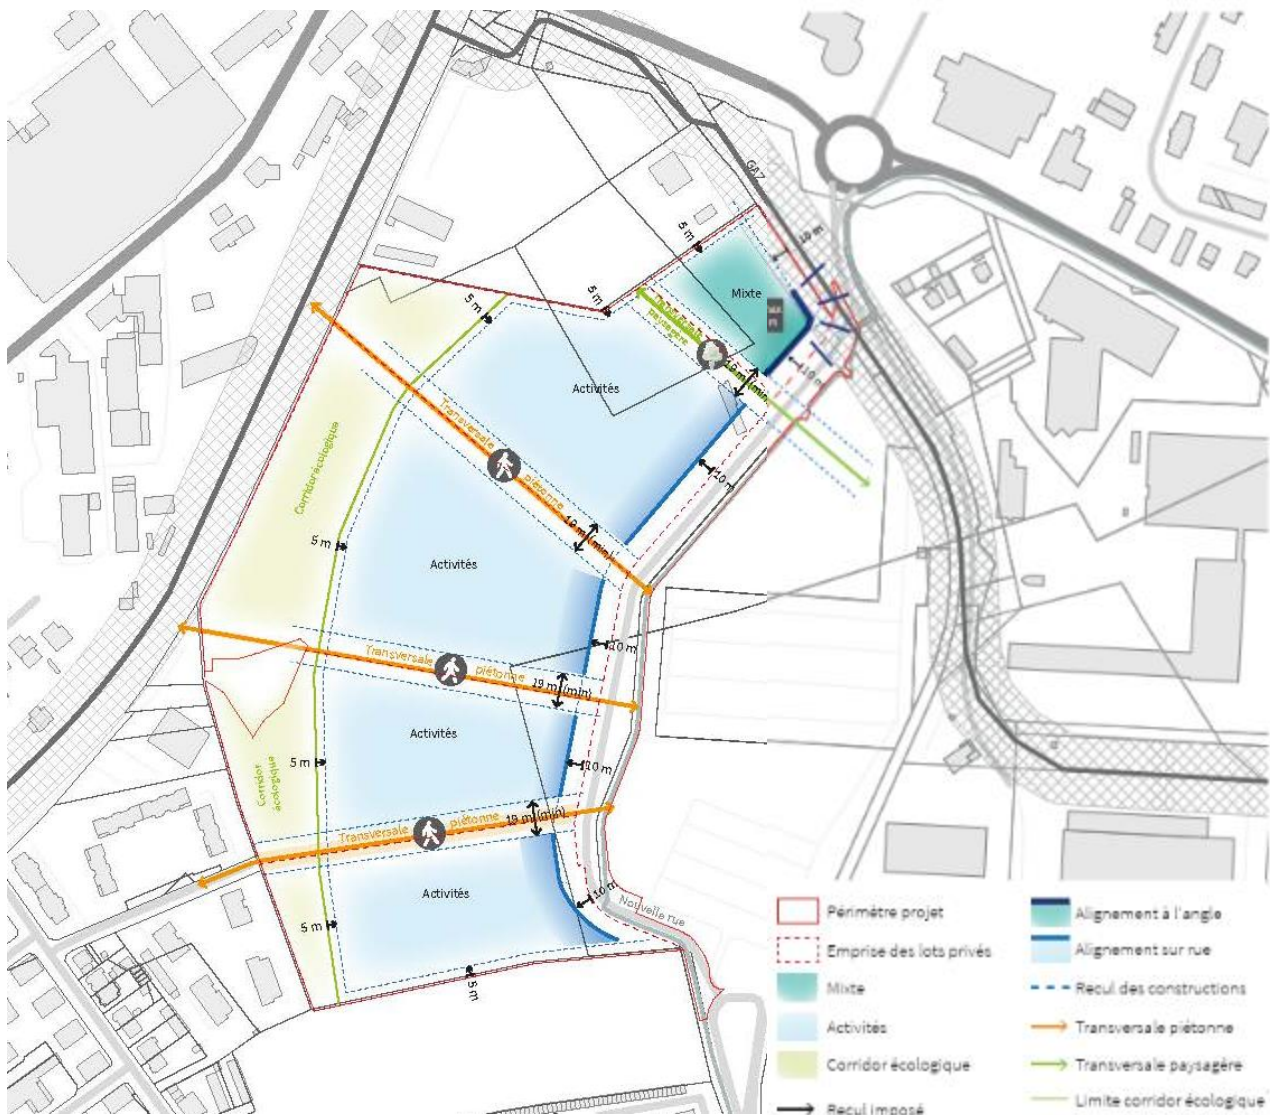 GAZ
10 m
5 m
Mixte
5 m
5 m
Transversale
paysagère
10 m
19 m (min)
Activités
Transversale piétonne
Corridor écologique
10 m
19 m (min)
5 m
Activités
10 m
Transversale piétonne
19 m (min)
Activités
5 m
10 m
Corridor
écologique
Transversale piétonne
19 m (min)
Activités
10 m
Nouvelle rue
5 m
5 m
Périmètre projet
Emprise des lots privés
Mixte
Activités
Corridor écologique
Recul imposé
Alignement à l'angle
Alignement sur rue
Recul des constructions
Transversale piétonne
Transversale paysagère
Limite corridor écologique